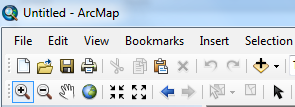 Untitled - ArcMap
File Edit View Bookmarks Insert Selection